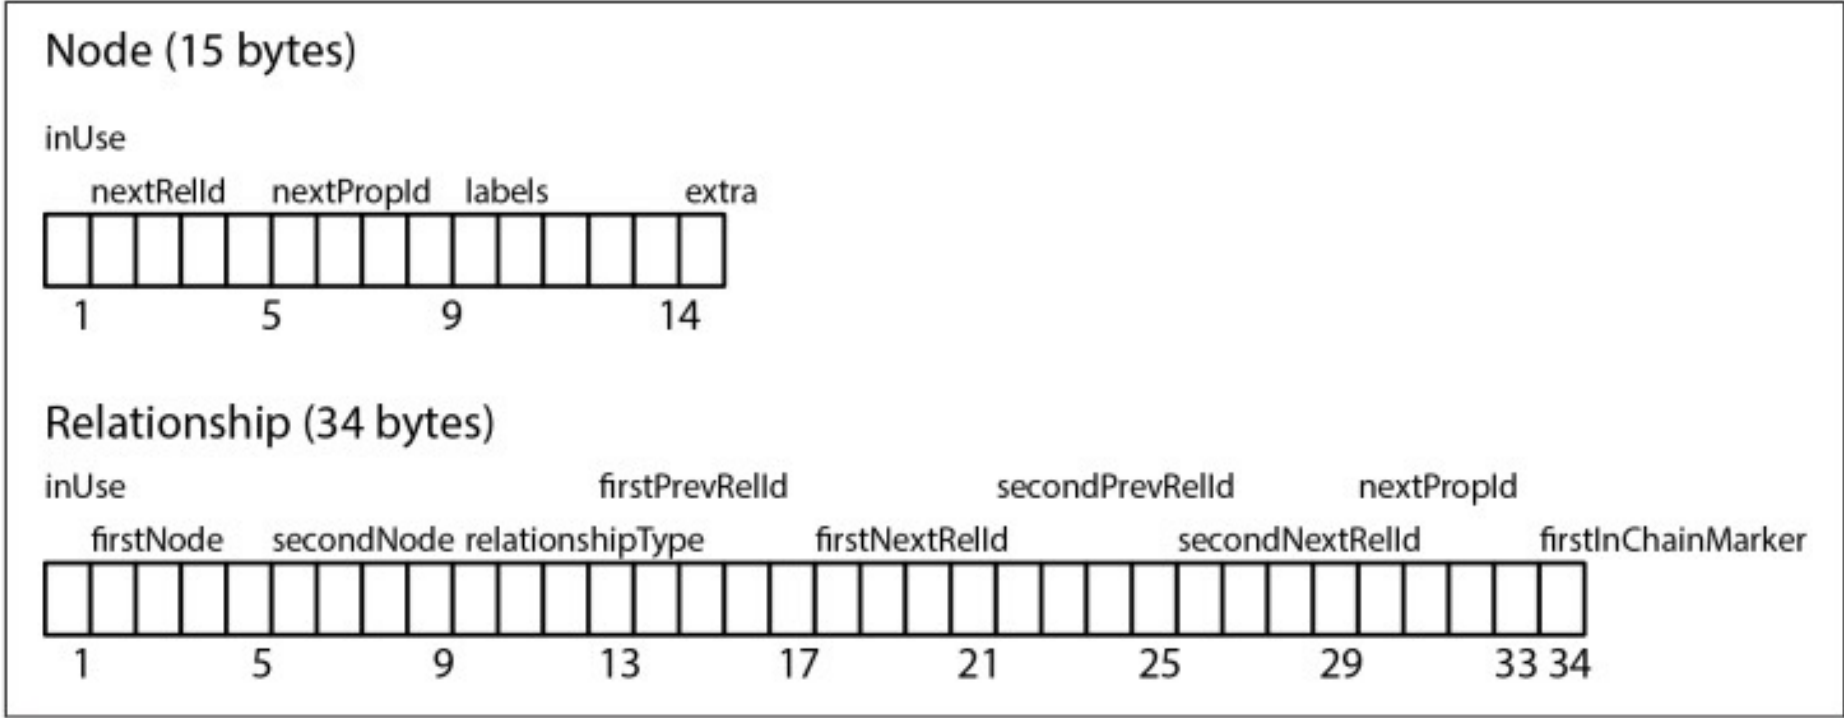 Node (15 bytes)
inUse
nextRelId nextPropId labels extra
1 5 9 14
Relationship (34 bytes)
inUse firstPrevRelId secondPrevRelId nextPropId
firstNode secondNode relationshipType firstNextRelId secondNextRelId firstInChainMarker
1 5 9 13 17 21 25 29 33 34